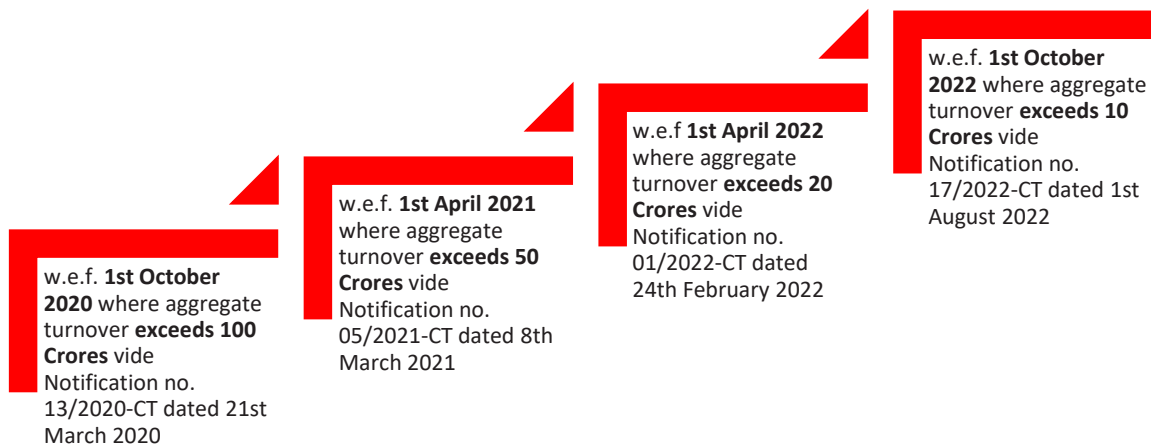 w.e.f. 1st October
2020 where aggregate
turnover exceeds 100
Crores vide
Notification no.
13/2020-CT dated 21st
March 2020
w.e.f. 1st April 2021
where aggregate
turnover exceeds 50
Crores vide
Notification no.
05/2021-CT dated 8th
March 2021
w.e.f 1st April 2022
where aggregate
turnover exceeds 20
Crores vide
Notification no.
01/2022-CT dated
24th February 2022
w.e.f. 1st October
2022 where aggregate
turnover exceeds 10
Crores vide
Notification no.
17/2022-CT dated 1st
August 2022